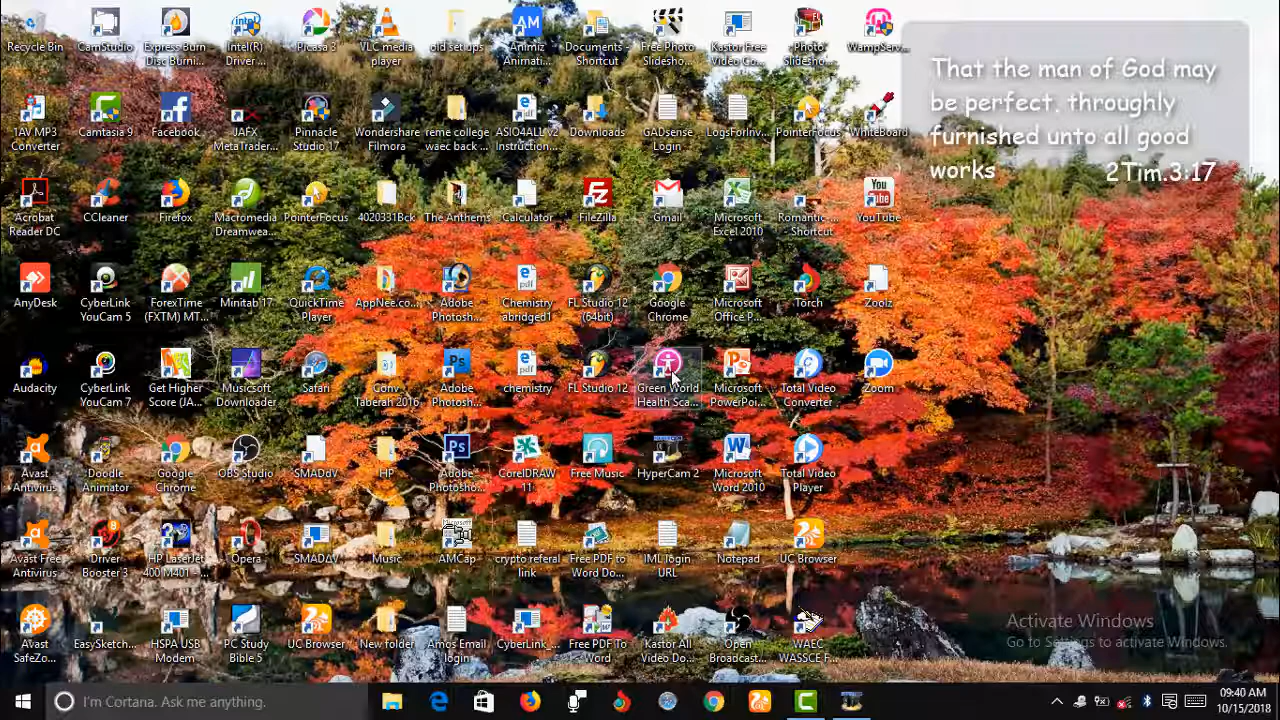 Recycle Bin
CamStudio
Express Burn
Disc Burni...
Intel(R)
Driver ...
Picasa 3
VLC media
player
old set ups
Animiz
Animati...
Documents -
Shortcut
Free Photo
Slidesho...
Kastor Free
Video Co...
Photo
Slidesho...
WampServ...
That the man of God may
be perfect. throughly
furnished unto all good
works 2Tim.3:17
1AV MP3
Converter
Camtasia 9
Facebook
JAFX
MetaTrader...
Pinnacle
Studio 17
Wondershare
Filmora
reme college
waec back ...
ASIO4ALL v2
Instruction...
Downloads
GADsense
Login
LogsForInv...
PointerFocus
WhiteBoard
Acrobat
Reader DC
CCleaner
Firefox
Macromedia
Dreamwea...
PointerFocus
4020331Bck
The Anthems
Calculator
FileZilla
Gmail
Microsoft
Excel 2010
Romantic-...
- Shortcut
You
Tube
YouTube
AnyDesk
CyberLink
YouCam 5
ForexTime
(FXTM) MT...
Minitab 17
QuickTime
Player
AppNee.co...
Adobe
Photosh...
Chemistry
abridged1
FL Studio 12
(64bit)
Google
Chrome
Microsoft
Office P...
Torch
Zooiz
Audacity
CyberLink
YouCam 7
Get Higher
Score (JA...
Musicsoft
Downloader
Safari
Conv
Taberah 2016
Adobe
Photosh...
chemistry
FL Studio 12
Green World
Health Sca...
Microsoft
PowerPoi...
Total Video
Converter
Zoom
Avast
Antivirus
Doodle
Animator
Google
Chrome
OBS Studio
SMADdV
HP
Adobe
Photosho...
CorelDRAW
11
Free Music
HyperCam 2
Microsoft
Word 2010
Total Video
Player
Avast Free
Antivirus
Driver
Booster 3
HP LaserJet
400 M401 -...
Opera
SMADΔV
Music
AMCap
crypto referal
link
Free PDF to
Word Do...
IML login
URL
Notepad
UC Browser
Avast
SafeZo...
EasySketch...
HSPA USB
Modem
PC Study
Bible 5
UC Browser
New folder
Amos Email
login
CyberLink_...
Free PDF To
Word
Kastor All
Video Do...
Open
Broadcast...
WAEC
WASSCE F...
Activate Windows
Go to Settings to activate Windows.
I'm Cortana. Ask me anything.
09:40 AM
10/15/2018